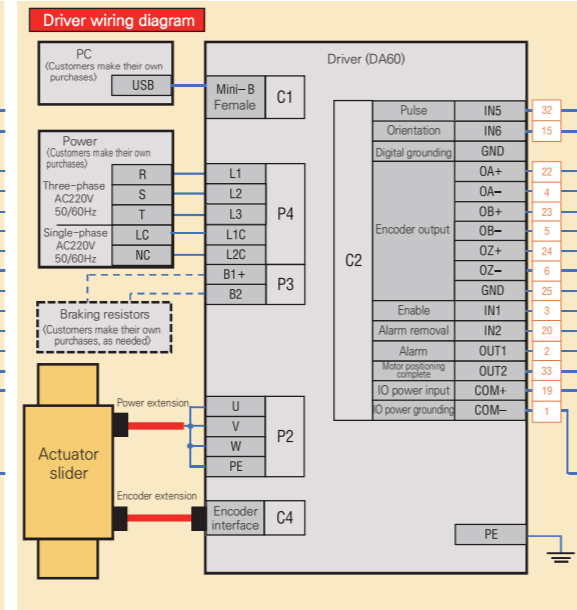 Driver wiring diagram
PC
(Customers make their own
purchases)
USB
Mini-B
Female
C1
Driver (DA60)
Power
(Customers make their own
purchases)
Three-phase
AC220V
50/60Hz
Single-phase
AC220V
50/60Hz
R
S
T
LC
NC
L1
L2
L3
L1C
L2C
P4
B1+
B2
P3
Braking resistors
(Customers make their own
purchases, as needed)
Actuator
slider
Power extension
U
V
W
PE
P2
Encoder extension
Encoder
interface
C4
C2
Pulse IN5 32
Orientation IN6 15
Digital grounding GND
Encoder output
OA+ 22
OA- 4
OB+ 23
OB- 5
OZ+ 24
OZ- 6
GND 25
Enable IN1 3
Alarm removal IN2 20
Alarm OUT1 2
Motor positioning
complete
OUT2 33
IO power input COM+ 19
IO power grounding COM- 1
PE